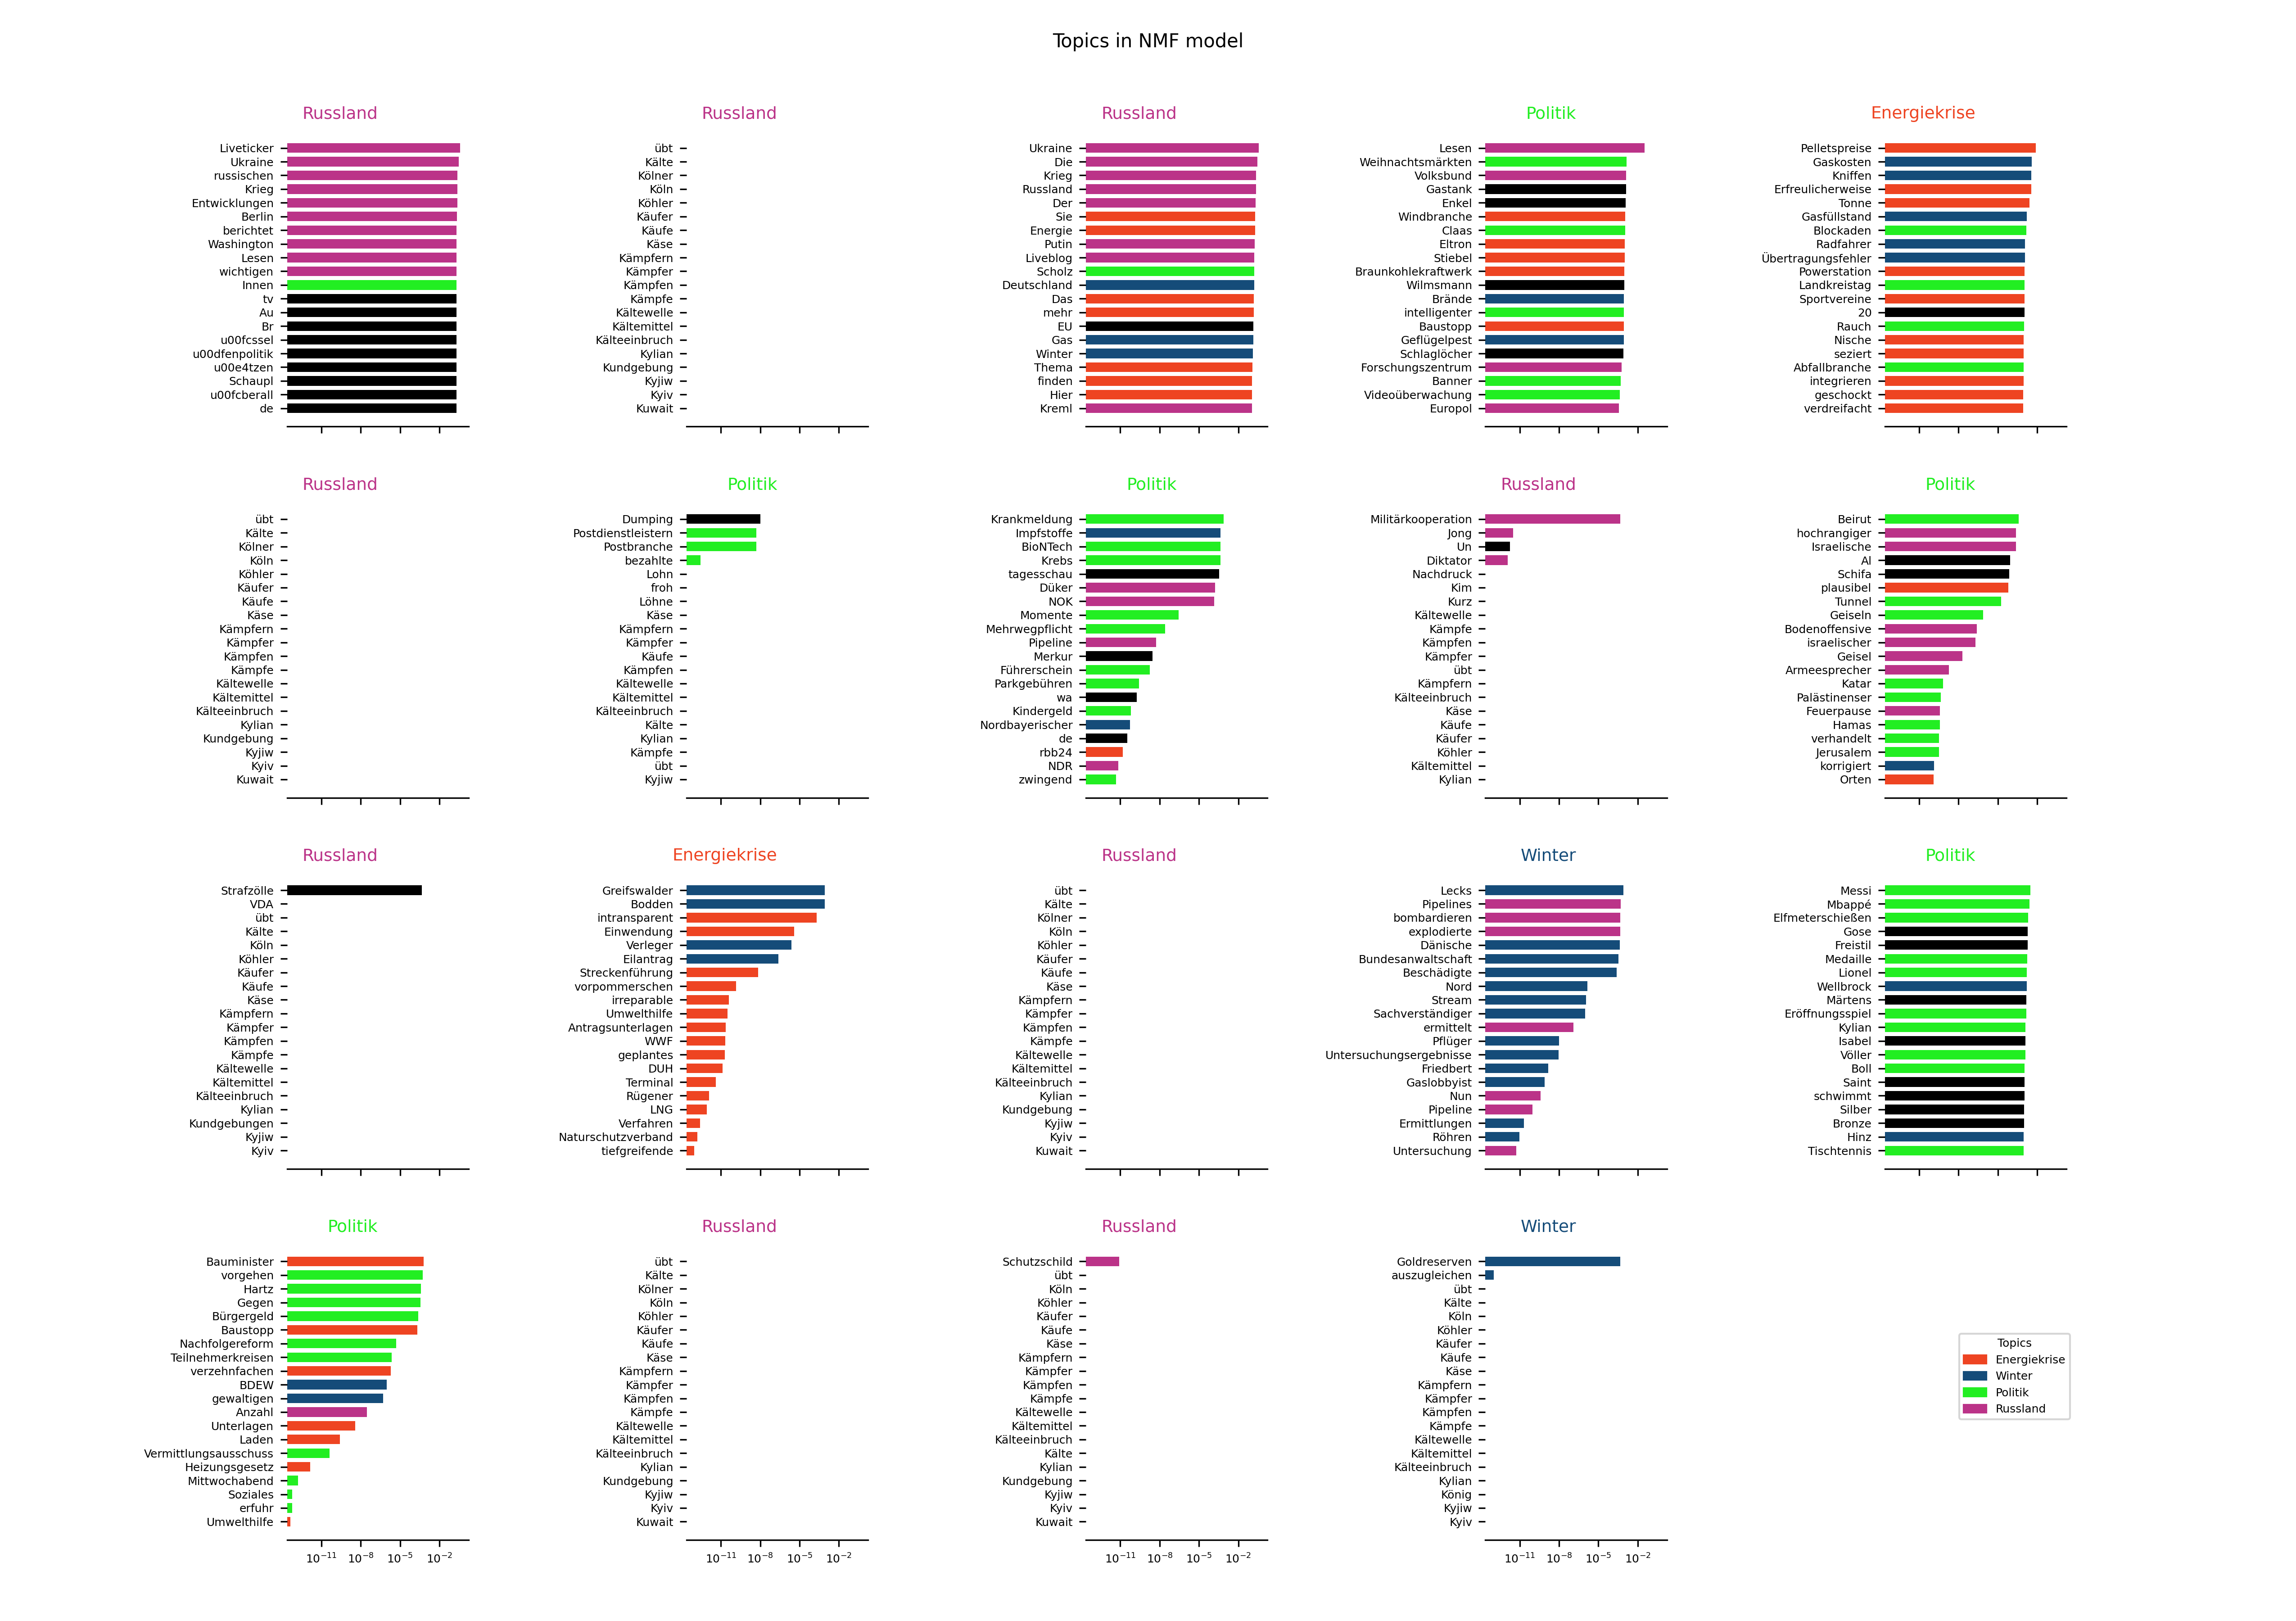 Topics in NMF model
Russland
Liveticker
Ukraine
russischen
Krieg
Entwicklungen
Berlin
berichtet
Washington
Lesen
wichtigen
Innen
tv
Au
Br
u00fcssel
u00dfenpolitik
u00e4tzen
Schaupl
u00fcberall
de
Russland
übt
Kälte
Kölner
Köln
Köhler
Käufer
Käufe
Käse
Kämpfern
Kämpfer
Kämpfen
Kämpfe
Kältewelle
Kältemittel
Kälteeinbruch
Kylian
Kundgebung
Kyjiw
Kyiv
Kuwait
Russland
Ukraine
Die
Krieg
Russland
Der
Sie
Energie
Putin
Liveblog
Scholz
Deutschland
Das
mehr
EU
Gas
Winter
Thema
finden
Hier
Kreml
Politik
Lesen
Weihnachtsmärkten
Volksbund
Gastank
Enkel
Windbranche
Claas
Eltron
Stiebel
Braunkohlekraftwerk
Wilmsmann
Brände
intelligenter
Baustopp
Geflügelpest
Schlaglöcher
Forschungszentrum
Banner
Videoüberwachung
Europol
Energiekrise
Pelletspreise
Gaskosten
Kniffen
Erfreulicherweise
Tonne
Gasfüllstand
Blockaden
Radfahrer
Übertragungsfehler
Powerstation
Landkreistag
Sportvereine
20
Rauch
Nische
seziert
Abfallbranche
integrieren
geschockt
verdreifacht
Russland
übt
Kälte
Kölner
Köln
Köhler
Käufer
Käufe
Käse
Kämpfern
Kämpfer
Kämpfen
Kämpfe
Kältewelle
Kältemittel
Kälteeinbruch
Kylian
Kundgebung
Kyjiw
Kyiv
Kuwait
Politik
Dumping
Postdienstleistern
Postbranche
bezahlte
Lohn
froh
Löhne
Käse
Kämpfern
Kämpfer
Käufe
Kämpfen
Kältewelle
Kältemittel
Kälteeinbruch
Kälte
Kylian
Kämpfe
übt
Kyjiw
Politik
Krankmeldung
Impfstoffe
BioNTech
Krebs
tagesschau
Düker
NOK
Momente
Mehrwegpflicht
Pipeline
Merkur
Führerschein
Parkgebühren
wa
Kindergeld
Nordbayerischer
de
rbb24
NDR
zwingend
Russland
Militärkooperation
Jong
Un
Diktator
Nachdruck
Kim
Kurz
Kältewelle
Kämpfe
Kämpfen
Kämpfer
übt
Kämpfern
Kälteeinbruch
Käse
Käufe
Käufer
Köhler
Kältemittel
Kylian
Politik
Beirut
hochrangiger
Israelische
Al
Schifa
plausibel
Tunnel
Geiseln
Bodenoffensive
israelischer
Geisel
Armeesprecher
Katar
Palästinenser
Feuerpause
Hamas
verhandelt
Jerusalem
korrigiert
Orten
Russland
Strafzölle
VDA
übt
Kälte
Köln
Köhler
Käufer
Käufe
Käse
Kämpfern
Kämpfer
Kämpfen
Kämpfe
Kältewelle
Kältemittel
Kälteeinbruch
Kylian
Kundgebungen
Kyjiw
Kyiv
Energiekrise
Greifswalder
Bodden
intransparent
Einwendung
Verleger
Eilantrag
Streckenführung
vorpommerschen
irreparable
Umwelthilfe
Antragsunterlagen
WWF
geplantes
DUH
Terminal
Rügener
LNG
Verfahren
Naturschutzverband
tiefgreifende
Russland
übt
Kälte
Kölner
Köln
Köhler
Käufer
Käufe
Käse
Kämpfern
Kämpfer
Kämpfen
Kämpfe
Kältewelle
Kältemittel
Kälteeinbruch
Kylian
Kundgebung
Kyjiw
Kyiv
Kuwait
Winter
Lecks
Pipelines
bombardieren
explodierte
Dänische
Bundesanwaltschaft
Beschädigte
Nord
Stream
Sachverständiger
ermittelt
Pflüger
Untersuchungsergebnisse
Friedbert
Gaslobbyist
Nun
Pipeline
Ermittlungen
Röhren
Untersuchung
Politik
Messi
Mbappé
Elfmeterschießen
Gose
Freistil
Medaille
Lionel
Wellbrock
Märtens
Eröffnungsspiel
Kylian
Isabel
Völler
Boll
Saint
schwimmt
Silber
Bronze
Hinz
Tischtennis
Politik
Bauminister
vorgehen
Hartz
Gegen
Bürgergeld
Baustopp
Nachfolgereform
Teilnehmerkreisen
verzehnfachen
BDEW
gewaltigen
Anzahl
Unterlagen
Laden
Vermittlungsausschuss
Heizungsgesetz
Mittwochabend
Soziales
erfuhr
Umwelthilfe
10⁻¹¹ 10⁻⁸ 10⁻⁵ 10⁻²
Russland
übt
Kälte
Kölner
Köln
Köhler
Käufer
Käufe
Käse
Kämpfern
Kämpfer
Kämpfen
Kämpfe
Kältewelle
Kältemittel
Kälteeinbruch
Kylian
Kundgebung
Kyjiw
Kyiv
Kuwait
10⁻¹¹ 10⁻⁸ 10⁻⁵ 10⁻²
Russland
Schutzschild
übt
Köln
Köhler
Käufer
Käufe
Käse
Kämpfern
Kämpfer
Kämpfen
Kämpfe
Kältewelle
Kältemittel
Kälteeinbruch
Kälte
Kylian
Kundgebung
Kyjiw
Kyiv
Kuwait
10⁻¹¹ 10⁻⁸ 10⁻⁵ 10⁻²
Winter
Goldreserven
auszugleichen
übt
Kälte
Köln
Köhler
Käufer
Käufe
Käse
Kämpfern
Kämpfer
Kämpfen
Kämpfe
Kältewelle
Kältemittel
Kälteeinbruch
Kylian
König
Kyjiw
Kyiv
10⁻¹¹ 10⁻⁸ 10⁻⁵ 10⁻²
Topics
Energiekrise
Winter
Politik
Russland